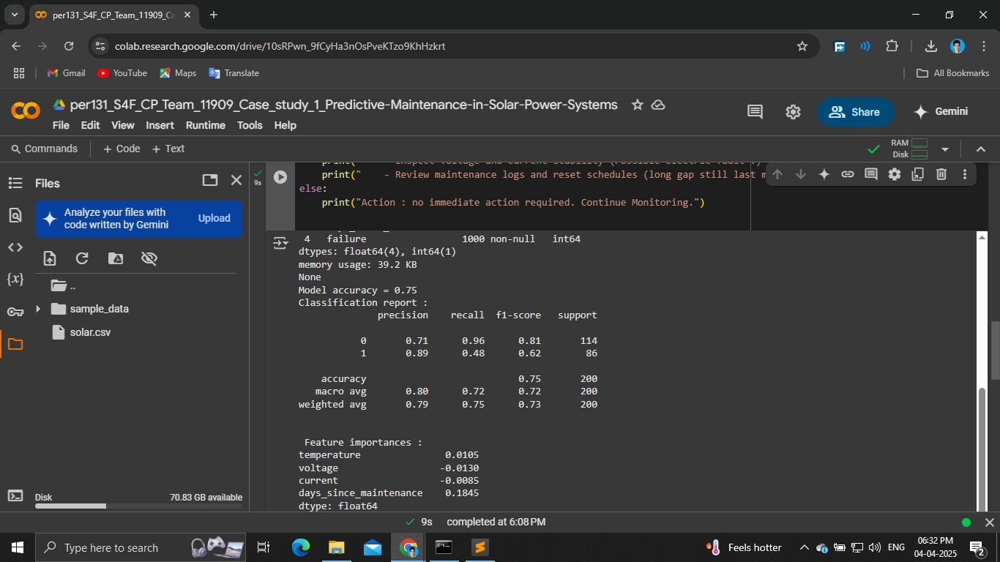 per131_S4F_CP_Team_11909_Ca
colab.research.google.com/drive/10sRPwn_9fCyHa3nOsPveKTzo9KhHzkrt
Gmail YouTube Maps Translate All Bookmarks
per131_S4F_CP_Team_11909_Case_study_1_Predictive-Maintenance-in-Solar-Power-Systems
Share Gemini
File Edit View Insert Runtime Tools Help
Commands + Code + Text RAM
Disk
Files
Analyze your files with
code written by Gemini
Upload
..
sample_data
solar.csv
Disk 70.83 GB available
9s
print(" - Review maintenance logs and reset schedules (long gap still last m
else:
print("Action : no immediate action required. Continue Monitoring.")
4 failure 1000 non-null int64
dtypes: float64(4), int64(1)
memory usage: 39.2 KB
None
Model accuracy = 0.75
Classification report :
precision recall f1-score support
0 0.71 0.96 0.81 114
1 0.89 0.48 0.62 86
accuracy 0.75 200
macro avg 0.80 0.72 0.72 200
weighted avg 0.79 0.75 0.73 200
Feature importances :
temperature 0.0105
voltage -0.0130
current -0.0085
days_since_maintenance 0.1845
dtype: float64
9s completed at 6:08 PM
Type here to search
Feels hotter
ENG
06:32 PM
04-04-2025
2